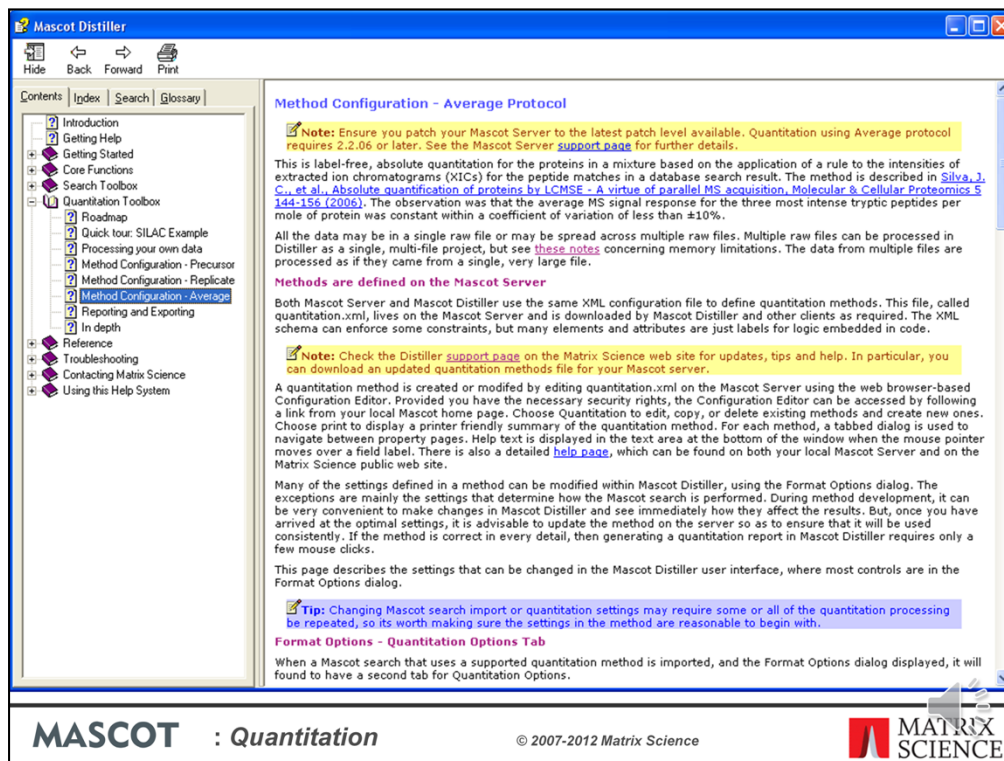 Mascot Distiller
Hide Back Forward Print
Contents Index Search Glossary
Introduction
Getting Help
Getting Started
Core Functions
Search Toolbox
Quantitation Toolbox
Roadmap
Quick tour: SILAC Example
Processing your own data
Method Configuration - Precursor
Method Configuration - Replicate
Method Configuration - Average
Reporting and Exporting
In depth
Reference
Troubleshooting
Contacting Matrix Science
Using this Help System
Method Configuration - Average Protocol
Note: Ensure you patch your Mascot Server to the latest patch level available. Quantitation using Average protocol
requires 2.2.06 or later. See the Mascot Server support page for further details.
This is label-free, absolute quantitation for the proteins in a mixture based on the application of a rule to the intensities of
extracted ion chromatograms (XICs) for the peptide matches in a database search result. The method is described in Silva, J.
C., et al., Absolute quantification of proteins by LCMSE - A virtue of parallel MS acquisition, Molecular & Cellular Proteomics 5
144-156 (2006). The observation was that the average MS signal response for the three most intense tryptic peptides per
mole of protein was constant within a coefficient of variation of less than ±10%.
All the data may be in a single raw file or may be spread across multiple raw files. Multiple raw files can be processed in
Distiller as a single, multi-file project, but see these notes concerning memory limitations. The data from multiple files are
processed as if they came from a single, very large file.
Methods are defined on the Mascot Server
Both Mascot Server and Mascot Distiller use the same XML configuration file to define quantitation methods. This file, called
quantitation.xml, lives on the Mascot Server and is downloaded by Mascot Distiller and other clients as required. The XML
schema can enforce some constraints, but many elements and attributes are just labels for logic embedded in code.
Note: Check the Distiller support page on the Matrix Science web site for updates, tips and help. In particular, you
can download an updated quantitation methods file for your Mascot server.
A quantitation method is created or modifed by editing quantitation.xml on the Mascot Server using the web browser-based
Configuration Editor. Provided you have the necessary security rights, the Configuration Editor can be accessed by following
a link from your local Mascot home page. Choose Quantitation to edit, copy, or delete existing methods and create new ones.
Choose print to display a printer friendly summary of the quantitation method. For each method, a tabbed dialog is used to
navigate between property pages. Help text is displayed in the text area at the bottom of the window when the mouse pointer
moves over a field label. There is also a detailed help page, which can be found on both your local Mascot Server and on the
Matrix Science public web site.
Many of the settings defined in a method can be modified within Mascot Distiller, using the Format Options dialog. The
exceptions are mainly the settings that determine how the Mascot search is performed. During method development, it can
be very convenient to make changes in Mascot Distiller and see immediately how they affect the results. But, once you have
arrived at the optimal settings, it is advisable to update the method on the server so as to ensure that it will be used
consistently. If the method is correct in every detail, then generating a quantitation report in Mascot Distiller requires only a
few mouse clicks.
This page describes the settings that can be changed in the Mascot Distiller user interface, where most controls are in the
Format Options dialog.
Tip: Changing Mascot search import or quantitation settings may require some or all of the quantitation processing
be repeated, so its worth making sure the settings in the method are reasonable to begin with.
Format Options - Quantitation Options Tab
When a Mascot search that uses a supported quantitation method is imported, and the Format Options dialog displayed, it will
found to have a second tab for Quantitation Options.
MASCOT : Quantitation © 2007-2012 Matrix Science
MATRIX
SCIENCE